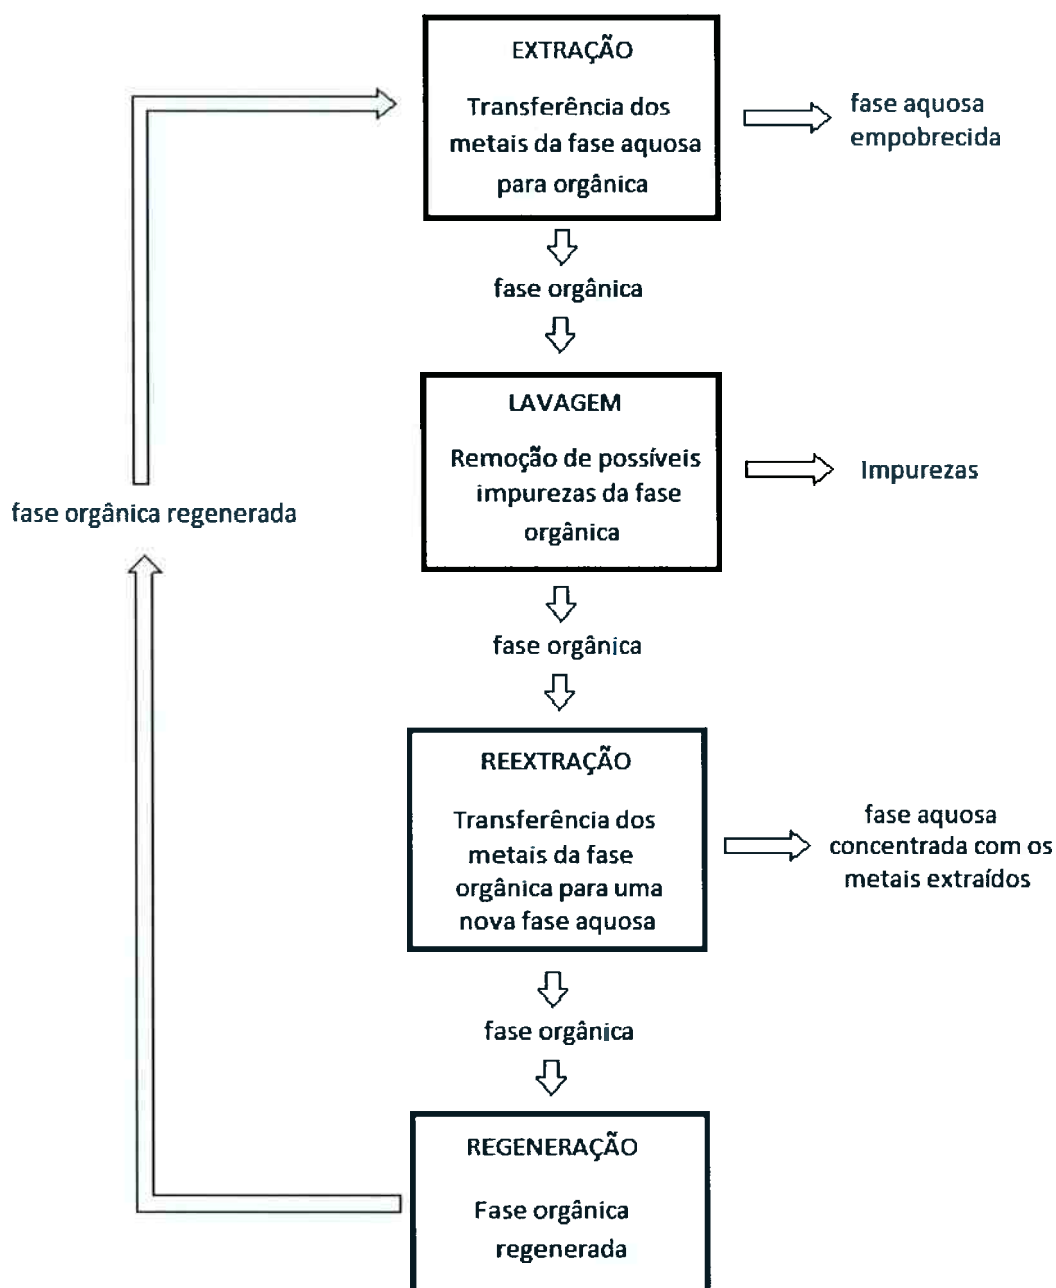 EXTRAÇÃO
Transferência dos
metais da fase aquosa
para orgânica
fase aquosa
empobrecida
fase orgânica
LAVAGEM
Remoção de possíveis
impurezas da fase
orgânica
Impurezas
fase orgânica regenerada
fase orgânica
REEXTRAÇÃO
Transferência dos
metais da fase
orgânica para uma
nova fase aquosa
fase aquosa
concentrada com os
metais extraídos
fase orgânica
REGENERAÇÃO
Fase orgânica
regenerada